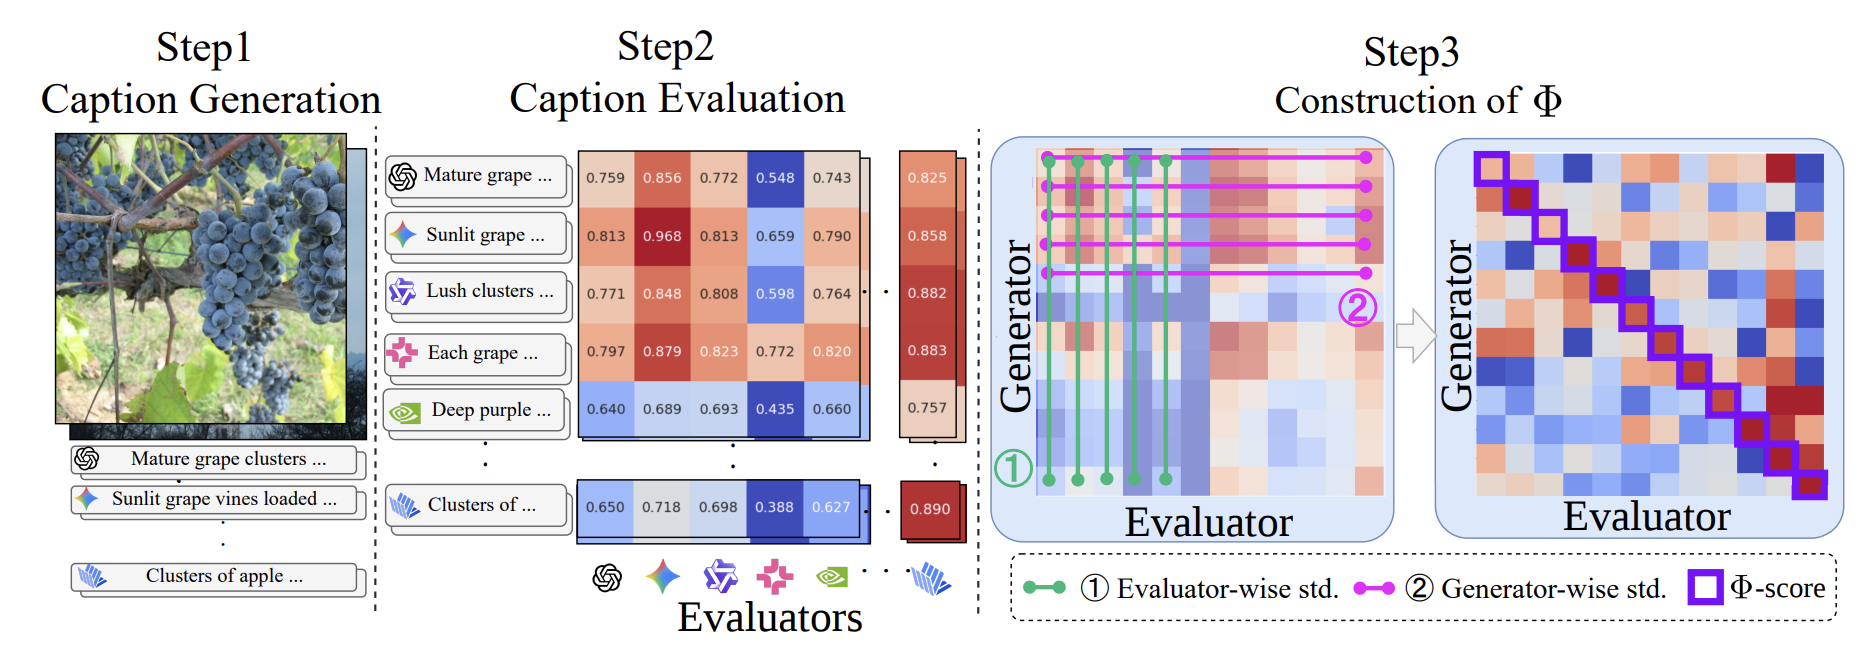 Step1
Caption Generation
Mature grape clusters ...
Sunlit grape vines loaded ...
Clusters of apple ...
Step2
Caption Evaluation
Mature grape ... 0.759 0.856 0.772 0.548 0.743 0.825
Sunlit grape ... 0.813 0.968 0.813 0.659 0.790 0.858
Lush clusters ... 0.771 0.848 0.808 0.598 0.764 0.882
Each grape ... 0.797 0.879 0.823 0.772 0.820 0.883
Deep purple ... 0.640 0.689 0.693 0.435 0.660 0.757
Clusters of ... 0.650 0.718 0.698 0.388 0.627 0.890
Evaluators
Step3
Construction of Φ
Generator
①
②
Evaluator
Generator
Evaluator
① Evaluator-wise std. ② Generator-wise std. Φ-score